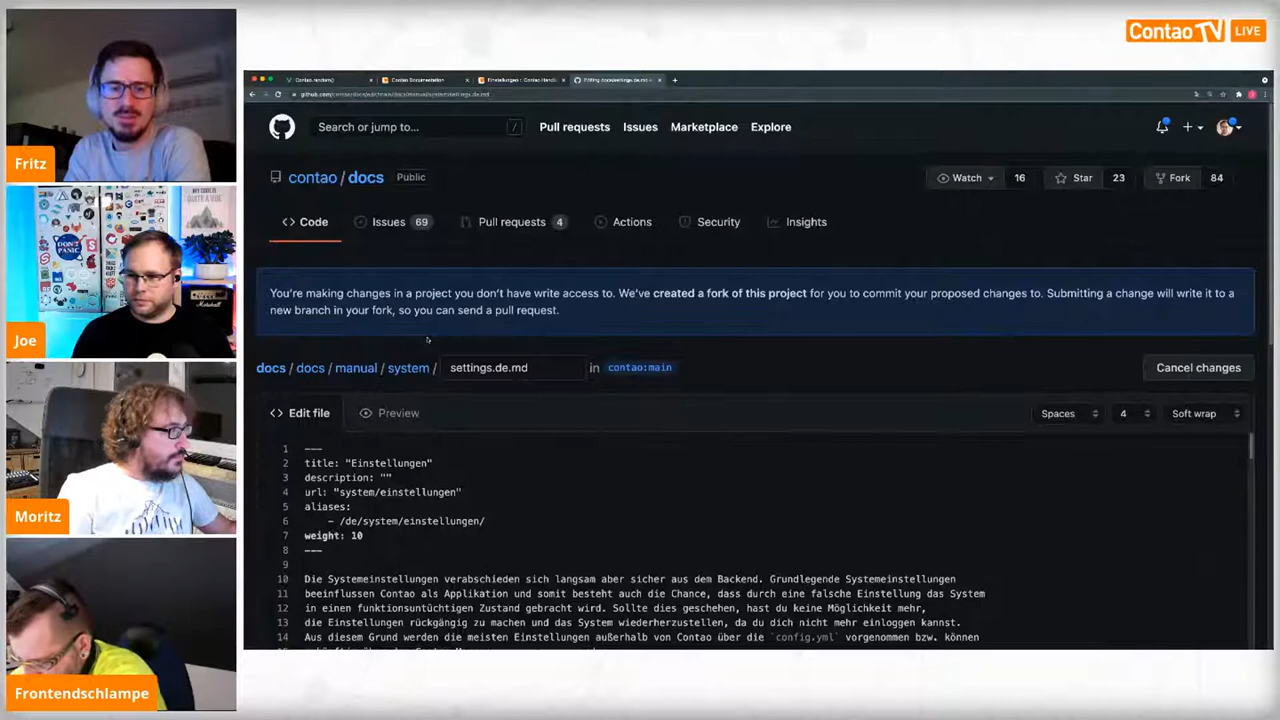 ContaoTV LIVE
Fritz
DON'T PANIC
Joe
Moritz
Frontendschlampe
Contao Documentation
Search or jump to... /
Pull requests Issues Marketplace Explore
contao / docs Public
Watch 16 Star 23 Fork 84
Code Issues 69 Pull requests 4 Actions Security Insights
You're making changes in a project you don't have write access to. We've created a fork of this project for you to commit your proposed changes to. Submitting a change will write it to a
new branch in your fork, so you can send a pull request.
docs / docs / manual / system / settings.de.md in contao:main Cancel changes
Edit file Preview Spaces 4 Soft wrap
1 ---
2 title: "Einstellungen"
3 description: ""
4 url: "system/einstellungen"
5 aliases:
6 - /de/system/einstellungen/
7 weight: 10
8 ---
9
10 Die Systemeinstellungen verabschieden sich langsam aber sicher aus dem Backend. Grundlegende Systemeinstellungen
11 beeinflussen Contao als Applikation und somit besteht auch die Chance, dass durch eine falsche Einstellung das System
12 in einen funktionsuntüchtigen Zustand gebracht wird. Sollte dies geschehen, hast du keine Möglichkeit mehr,
13 die Einstellungen rückgängig zu machen und das System wiederherzustellen, da du dich nicht mehr einloggen kannst.
14 Aus diesem Grund werden die meisten Einstellungen außerhalb von Contao über die `config.yml` vorgenommen bzw. können